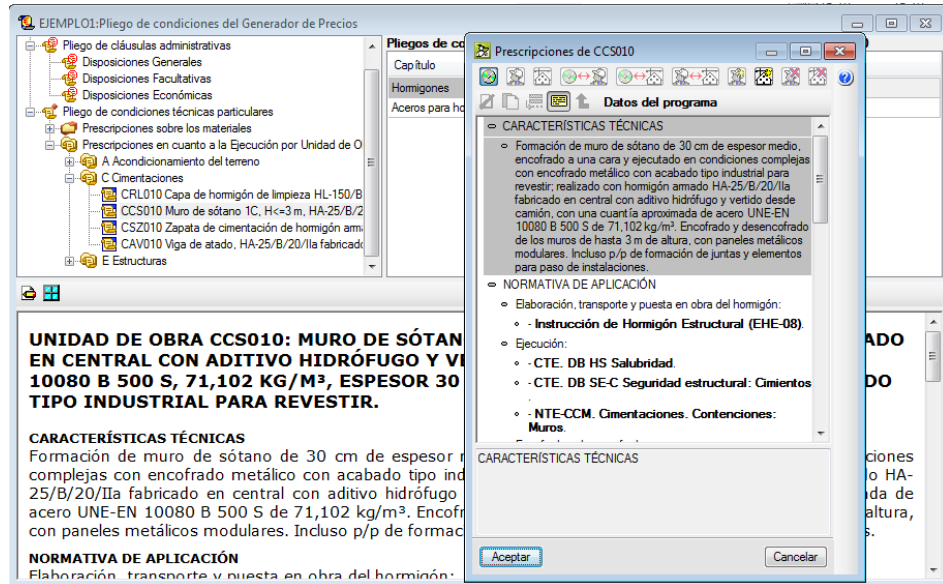 EJEMPLO1:Pliego de condiciones del Generador de Precios
Pliego de cláusulas administrativas
Disposiciones Generales
Disposiciones Facultativas
Disposiciones Económicas
Pliego de condiciones técnicas particulares
Prescripciones sobre los materiales
Prescripciones en cuanto a la Ejecución por Unidad de O
A Acondicionamiento del terreno
C Cimentaciones
CRL010 Capa de hormigón de limpieza HL-150/B
CCS010 Muro de sótano 1C, H<=3 m, HA-25/B/2
CSZ010 Zapata de cimentación de hormigón arm
CAV010 Viga de atado, HA-25/B/20/IIa fabricado
E Estructuras
Pliegos de co
Capítulo
Hormigones
Aceros para ho
Prescripciones de CCS010
Datos del programa
CARACTERÍSTICAS TÉCNICAS
Formación de muro de sótano de 30 cm de espesor medio,
encofrado a una cara y ejecutado en condiciones complejas
con encofrado metálico con acabado tipo industrial para
revestir; realizado con hormigón armado HA-25/B/20/IIa
fabricado en central con aditivo hidrófugo y vertido desde
camión, con una cuantía aproximada de acero UNE-EN
10080 B 500 S de 71,102 kg/m³. Encofrado y desencofrado
de los muros de hasta 3 m de altura, con paneles metálicos
modulares. Incluso p/p de formación de juntas y elementos
para paso de instalaciones.
NORMATIVA DE APLICACIÓN
Elaboración, transporte y puesta en obra del hormigón:
- Instrucción de Hormigón Estructural (EHE-08).
Ejecución:
- CTE. DB HS Salubridad.
- CTE. DB SE-C Seguridad estructural: Cimientos
.
- NTE-CCM. Cimentaciones. Contenciones:
Muros.
CARACTERÍSTICAS TÉCNICAS
Aceptar
Cancelar
UNIDAD DE OBRA CCS010: MURO DE SÓTAN ADO
EN CENTRAL CON ADITIVO HIDRÓFUGO Y VE
10080 B 500 S, 71,102 KG/M³, ESPESOR 30 DO
TIPO INDUSTRIAL PARA REVESTIR.
CARACTERÍSTICAS TÉCNICAS
Formación de muro de sótano de 30 cm de espesor m ciones
complejas con encofrado metálico con acabado tipo ind o HA-
25/B/20/IIa fabricado en central con aditivo hidrófugo da de
acero UNE-EN 10080 B 500 S de 71,102 kg/m³. Encofr altura,
con paneles metálicos modulares. Incluso p/p de formac s.
NORMATIVA DE APLICACIÓN
Elaboración, transporte y puesta en obra del hormigón: